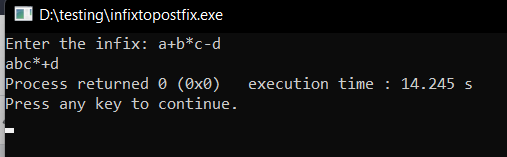 D:\testing\infixtopostfix.exe
Enter the infix: a+b*c-d
abc*+d
Process returned 0 (0x0)   execution time : 14.245 s
Press any key to continue.